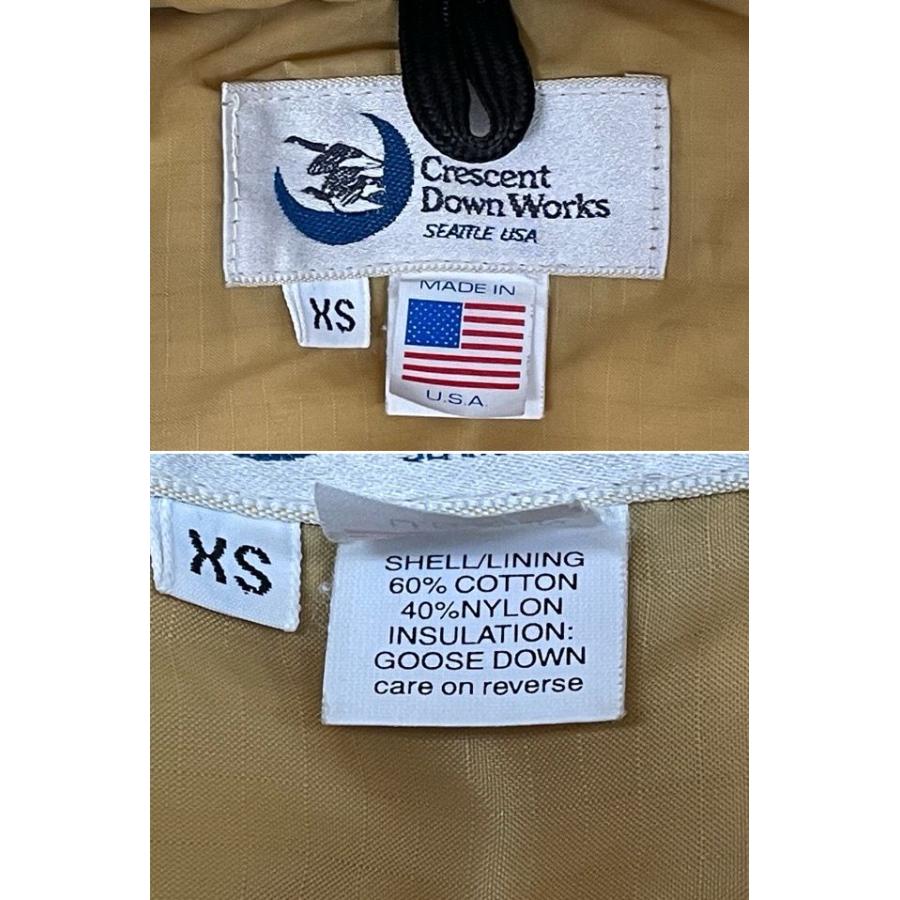 Crescent
Down Works
SEATTLE USA
XS
MADE IN
U.S.A.
XS
SHELL/LINING
60% COTTON
40%NYLON
INSULATION:
GOOSE DOWN
care on reverse